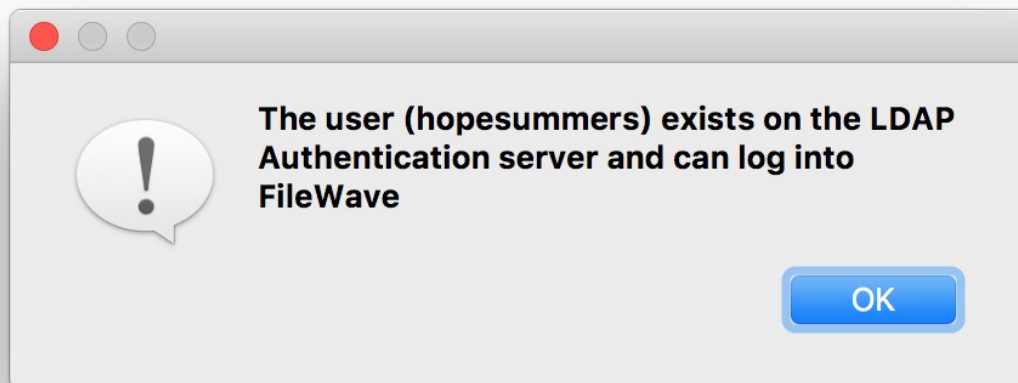 The user (hopesummers) exists on the LDAP
Authentication server and can log into
FileWave
OK